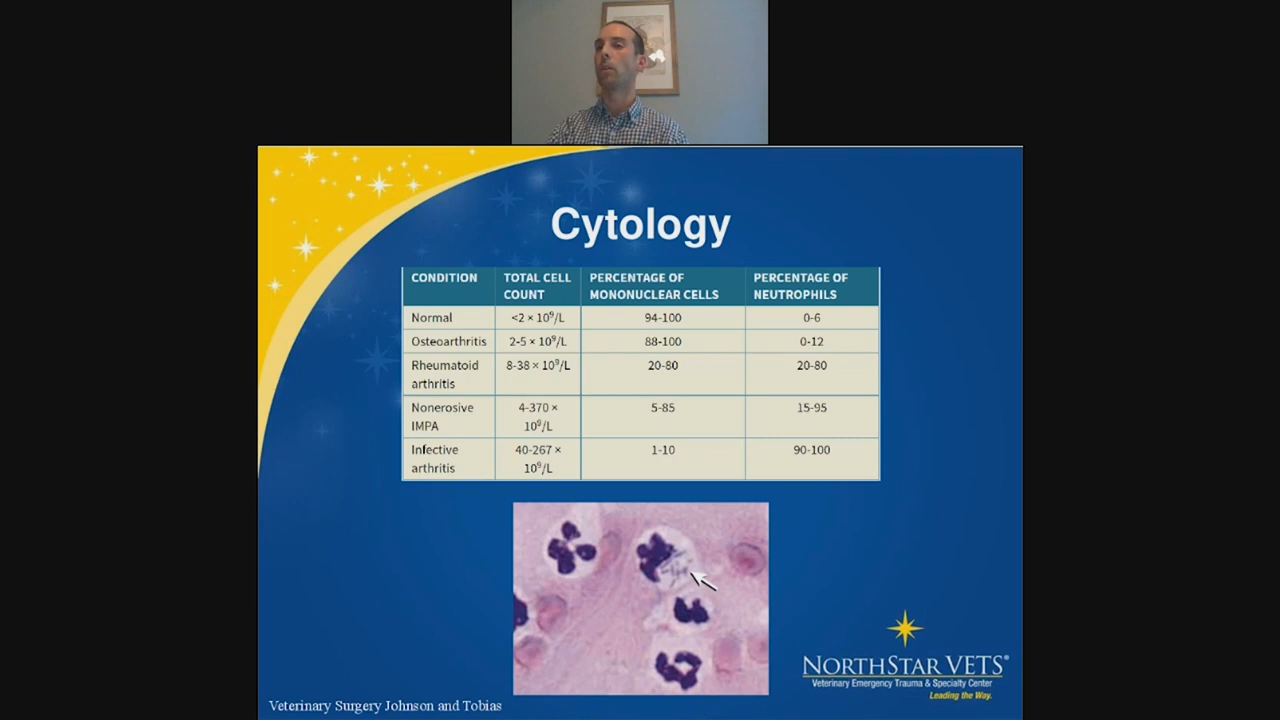 Cytology
CONDITION TOTAL CELL COUNT PERCENTAGE OF MONONUCLEAR CELLS PERCENTAGE OF NEUTROPHILS
Normal <2 × 10⁹/L 94-100 0-6
Osteoarthritis 2-5 × 10⁹/L 88-100 0-12
Rheumatoid arthritis 8-38 × 10⁹/L 20-80 20-80
Nonerosive IMPA 4-370 × 10⁹/L 5-85 15-95
Infective arthritis 40-267 × 10⁹/L 1-10 90-100
NORTHSTAR VETS®
Veterinary Emergency Trauma & Specialty Center
Leading the Way.
Veterinary Surgery Johnson and Tobias